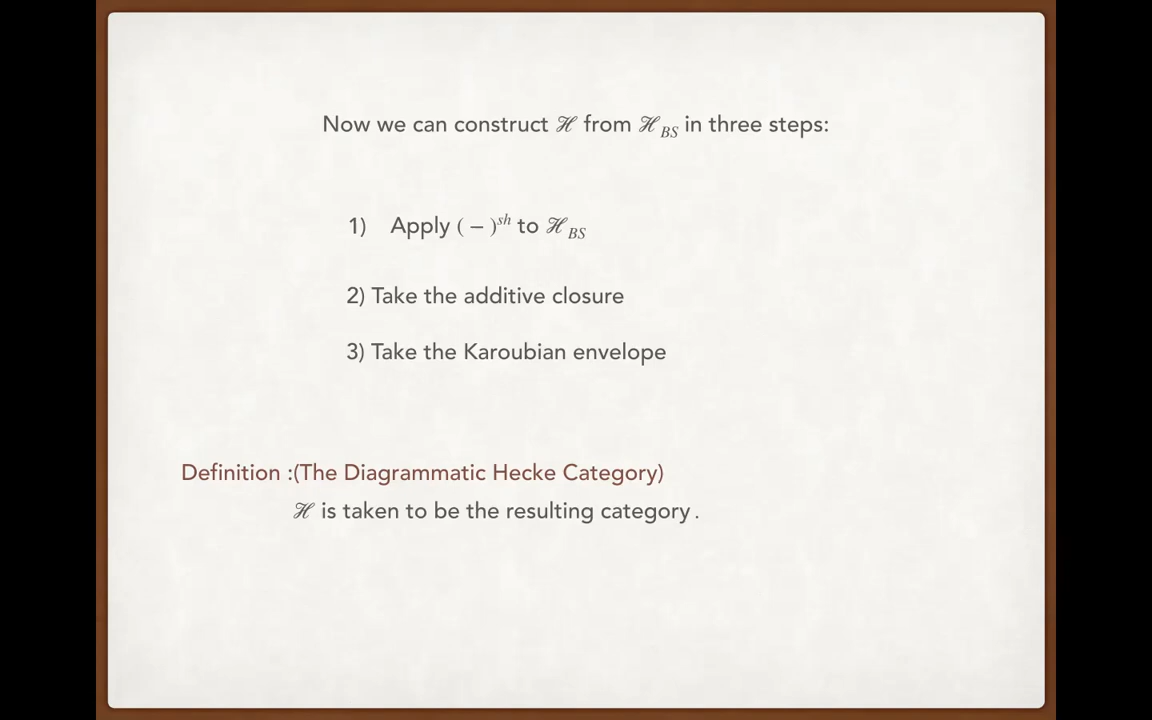 Now we can construct ℋ from ℋ_BS in three steps:
1) Apply ( − )^sh to ℋ_BS
2) Take the additive closure
3) Take the Karoubian envelope
Definition :(The Diagrammatic Hecke Category)
ℋ is taken to be the resulting category .